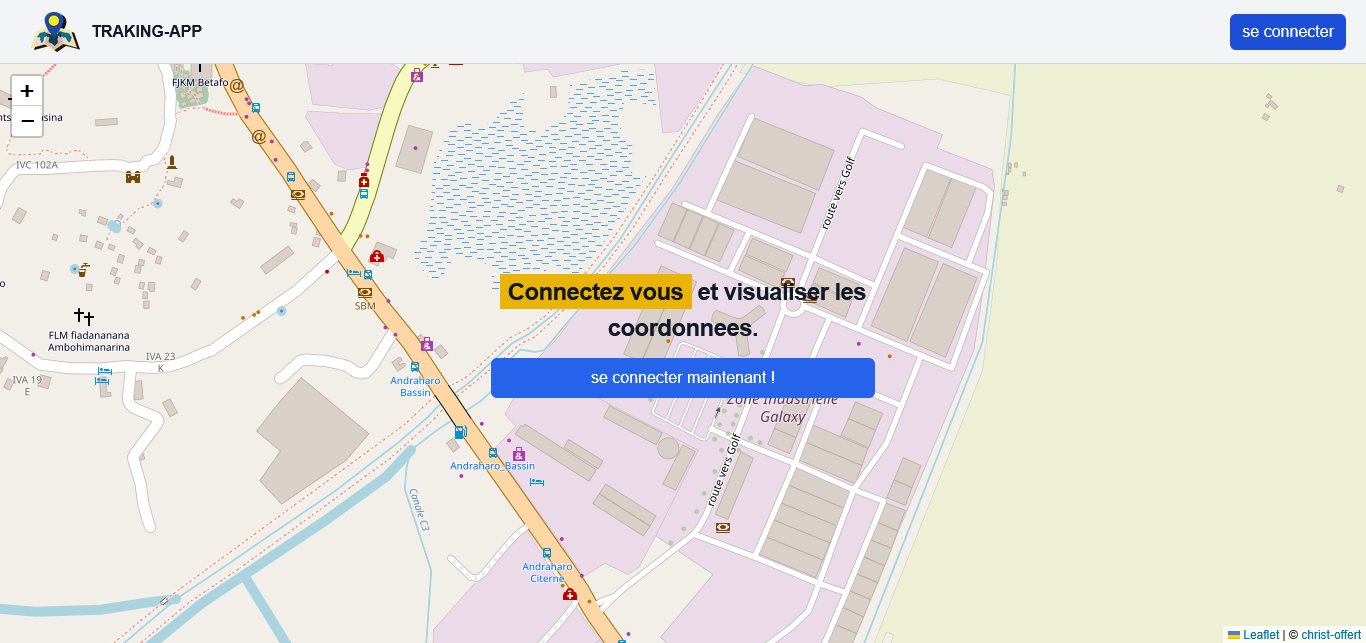 TRAKING-APP
se connecter
+
−
FJKM Betafo
IVC 102A
SBM
FLM fiadananana
Ambohimanarina
IVA 23
K
IVA 19
E
Andraharo
Bassin
Connectez vous et visualiser les
coordonnees.
se connecter maintenant !
route vers Golf
Zone Industrielle
Galaxy
Andraharo_Bassin
route vers Golf
Canale C3
Andraharo
Citerne
Leaflet | © christ-offert